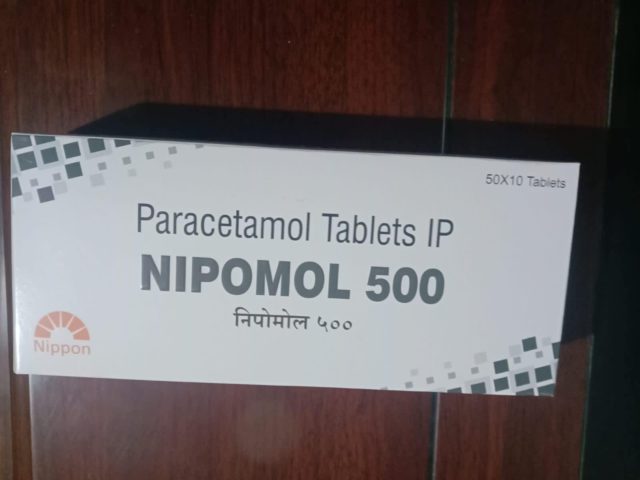 50X10 Tablets
Paracetamol Tablets IP
NIPOMOL 500
निपोमोल ५००
Nippon